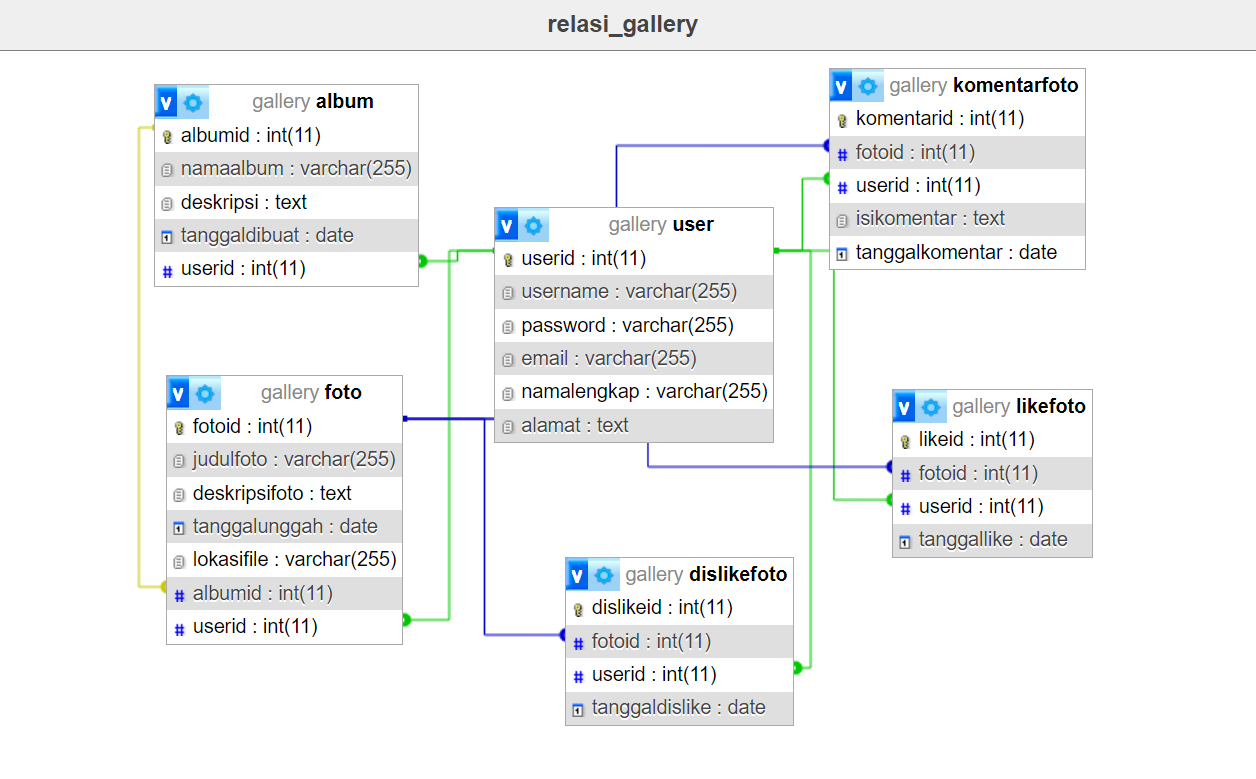 relasi_gallery
gallery album
albumid : int(11)
namaalbum : varchar(255)
deskripsi : text
tanggaldibuat : date
userid : int(11)
gallery komentarfoto
komentarid : int(11)
fotoid : int(11)
userid : int(11)
isikomentar : text
tanggalkomentar : date
gallery user
userid : int(11)
username : varchar(255)
password : varchar(255)
email : varchar(255)
namalengkap : varchar(255)
alamat : text
gallery foto
fotoid : int(11)
judulfoto : varchar(255)
deskripsifoto : text
tanggalunggah : date
lokasifile : varchar(255)
albumid : int(11)
userid : int(11)
gallery likefoto
likeid : int(11)
fotoid : int(11)
userid : int(11)
tanggallike : date
gallery dislikefoto
dislikeid : int(11)
fotoid : int(11)
userid : int(11)
tanggaldislike : date